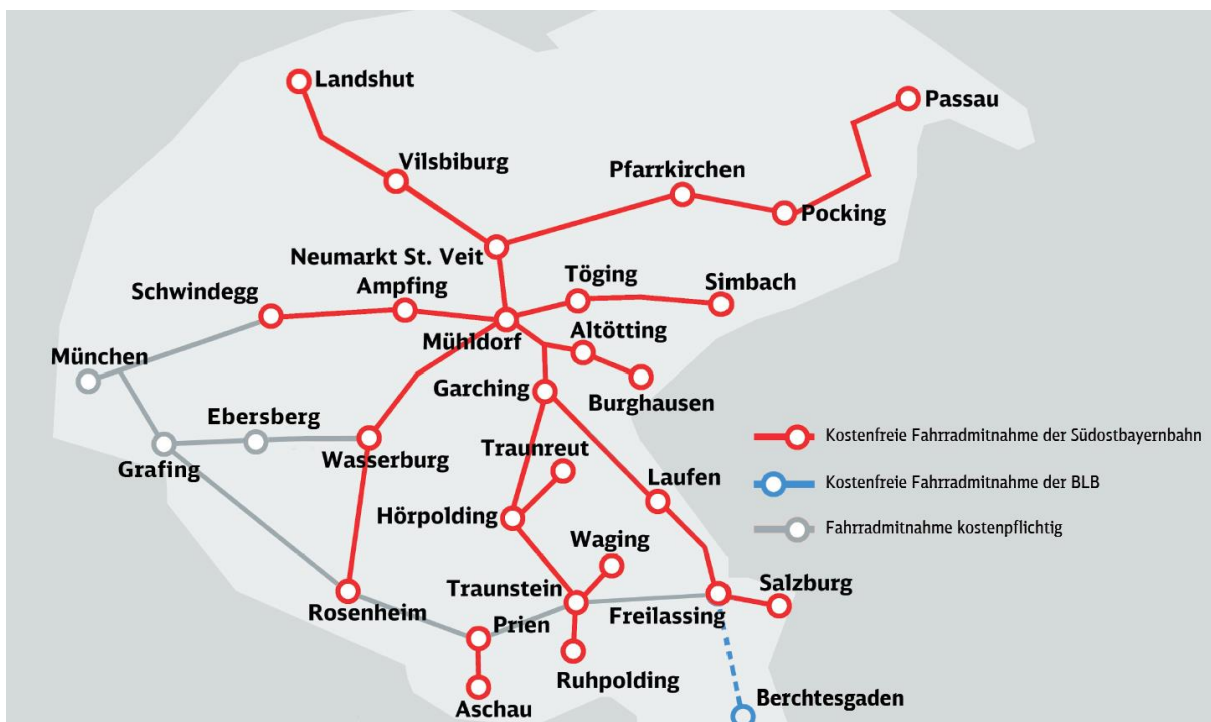 Landshut
Passau
Vilsbiburg
Pfarrkirchen
Pocking
Neumarkt St. Veit
Töging
Simbach
Ampfing
Schwindegg
Mühldorf
Altötting
München
Garching
Burghausen
Ebersberg
Traunreut
Grafing
Wasserburg
Laufen
Hörpolding
Waging
Traunstein
Freilassing
Salzburg
Rosenheim
Prien
Ruhpolding
Aschau
Berchtesgaden
Kostenfreie Fahrradmitnahme der Südostbayernbahn
Kostenfreie Fahrradmitnahme der BLB
Fahrradmitnahme kostenpflichtig